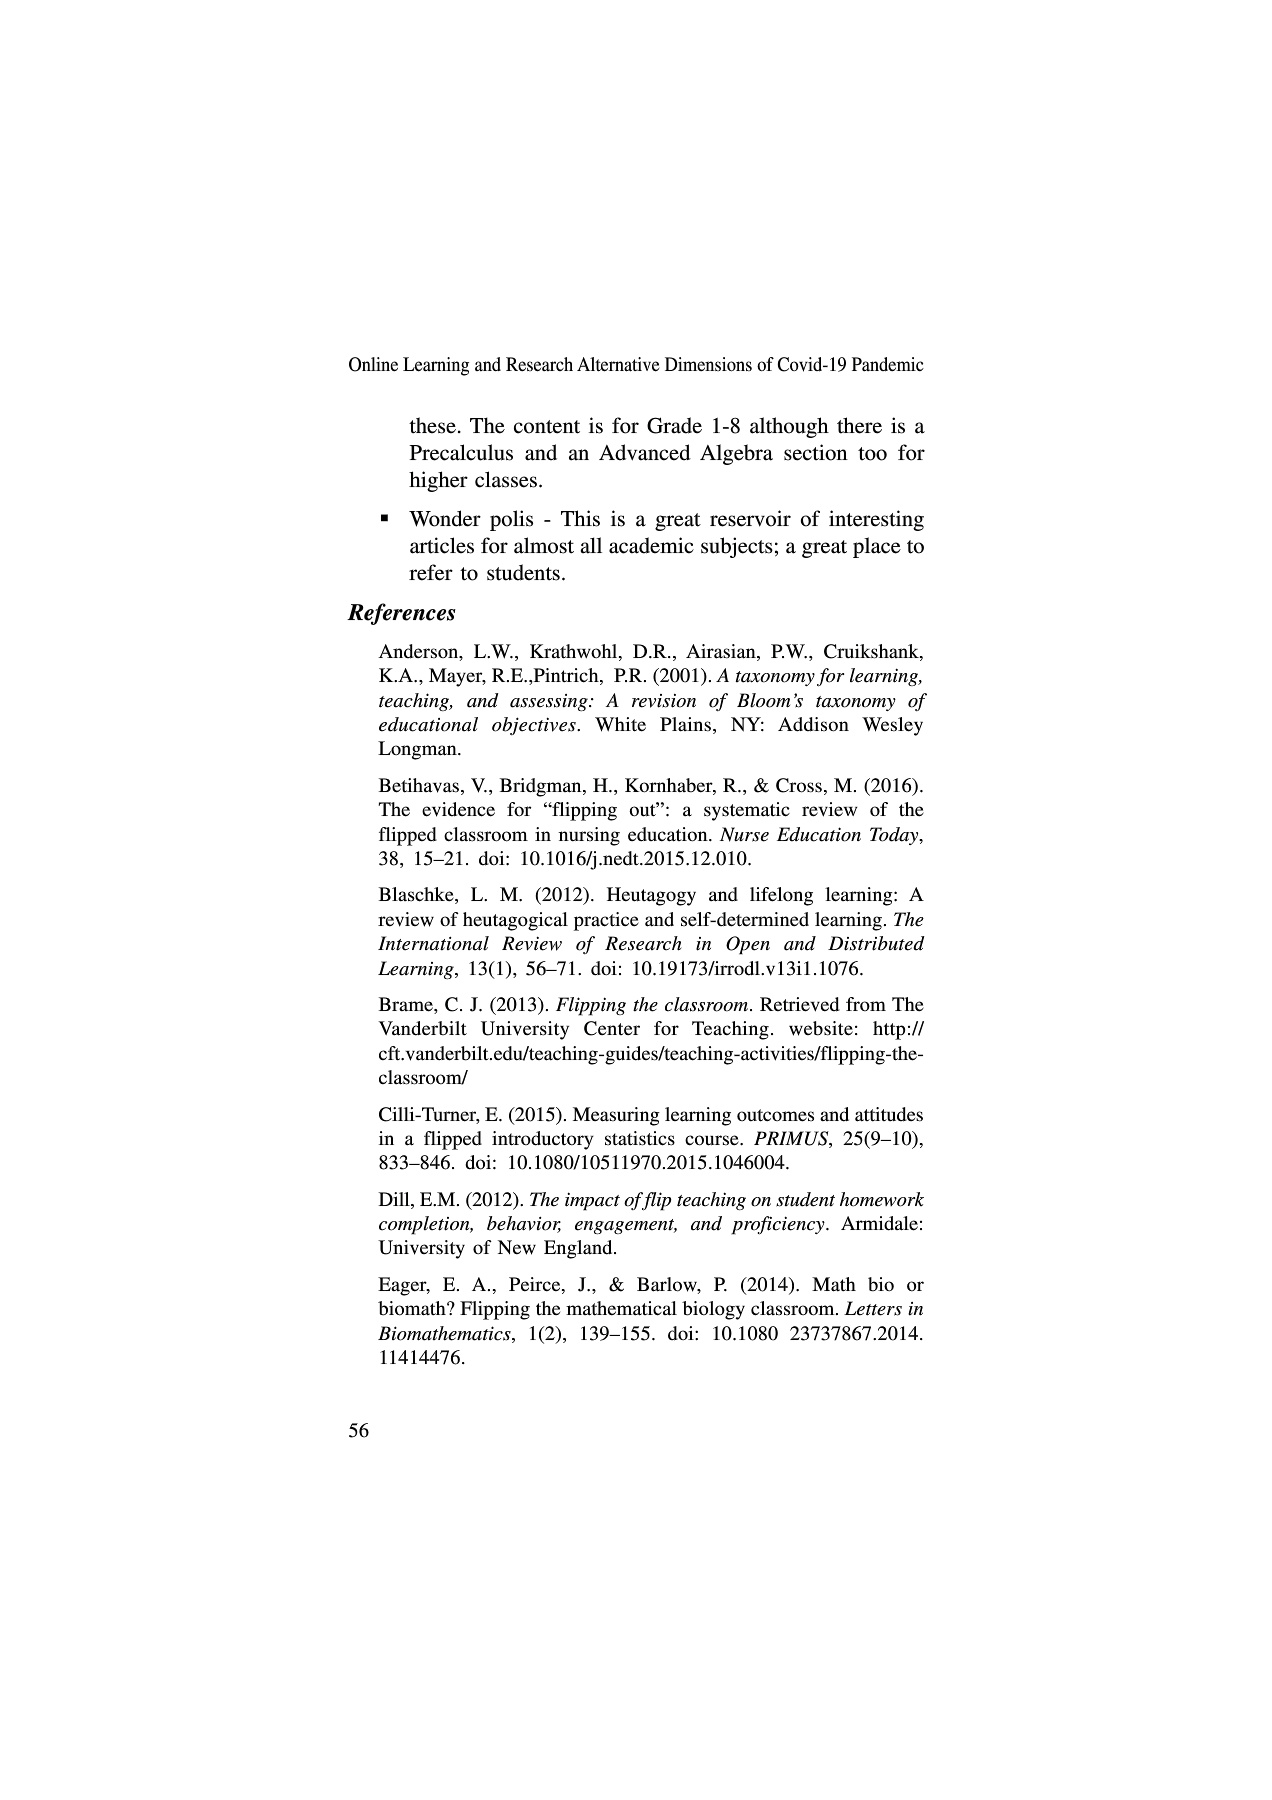 Online Learning and Research Alternative Dimensions of Covid-19 Pandemic
these. The content is for Grade 1-8 although there is a
Precalculus and an Advanced Algebra section too for
higher classes.
▪ Wonder polis - This is a great reservoir of interesting
articles for almost all academic subjects; a great place to
refer to students.
References
Anderson, L.W., Krathwohl, D.R., Airasian, P.W., Cruikshank,
K.A., Mayer, R.E.,Pintrich, P.R. (2001). A taxonomy for learning,
teaching, and assessing: A revision of Bloom’s taxonomy of
educational objectives. White Plains, NY: Addison Wesley
Longman.
Betihavas, V., Bridgman, H., Kornhaber, R., & Cross, M. (2016).
The evidence for “flipping out”: a systematic review of the
flipped classroom in nursing education. Nurse Education Today,
38, 15–21. doi: 10.1016/j.nedt.2015.12.010.
Blaschke, L. M. (2012). Heutagogy and lifelong learning: A
review of heutagogical practice and self-determined learning. The
International Review of Research in Open and Distributed
Learning, 13(1), 56–71. doi: 10.19173/irrodl.v13i1.1076.
Brame, C. J. (2013). Flipping the classroom. Retrieved from The
Vanderbilt University Center for Teaching. website: http://
cft.vanderbilt.edu/teaching-guides/teaching-activities/flipping-the-
classroom/
Cilli-Turner, E. (2015). Measuring learning outcomes and attitudes
in a flipped introductory statistics course. PRIMUS, 25(9–10),
833–846. doi: 10.1080/10511970.2015.1046004.
Dill, E.M. (2012). The impact of flip teaching on student homework
completion, behavior, engagement, and proficiency. Armidale:
University of New England.
Eager, E. A., Peirce, J., & Barlow, P. (2014). Math bio or
biomath? Flipping the mathematical biology classroom. Letters in
Biomathematics, 1(2), 139–155. doi: 10.1080 23737867.2014.
11414476.
56